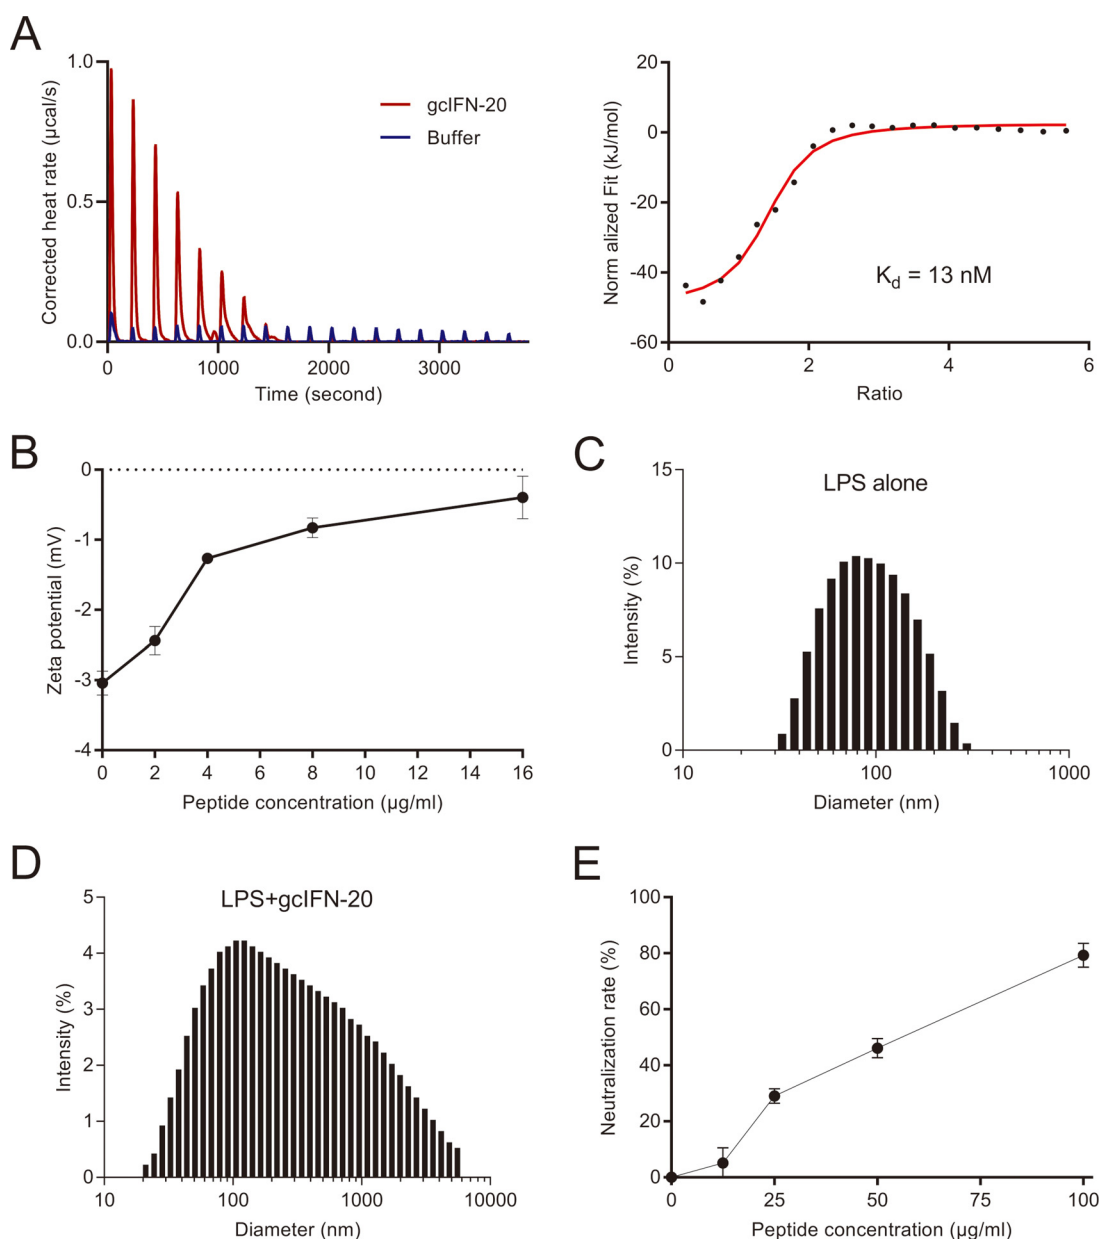 A
1.0
0.5
0.0
Corrected heat rate (µcal/s)
gcIFN-20
Buffer
0 1000 2000 3000
Time (second)
20
0
-20
-40
-60
Norm alized Fit (kJ/mol)
Kd = 13 nM
0 2 4 6
Ratio
B
0
-1
-2
-3
-4
Zeta potential (mV)
0 2 4 6 8 10 12 14 16
Peptide concentration (µg/ml)
C
LPS alone
15
10
5
0
Intensity (%)
10 100 1000
Diameter (nm)
D
LPS+gcIFN-20
5
4
3
2
1
0
Intensity (%)
10 100 1000 10000
Diameter (nm)
E
100
80
60
40
20
0
Neutralization rate (%)
0 25 50 75 100
Peptide concentration (µg/ml)